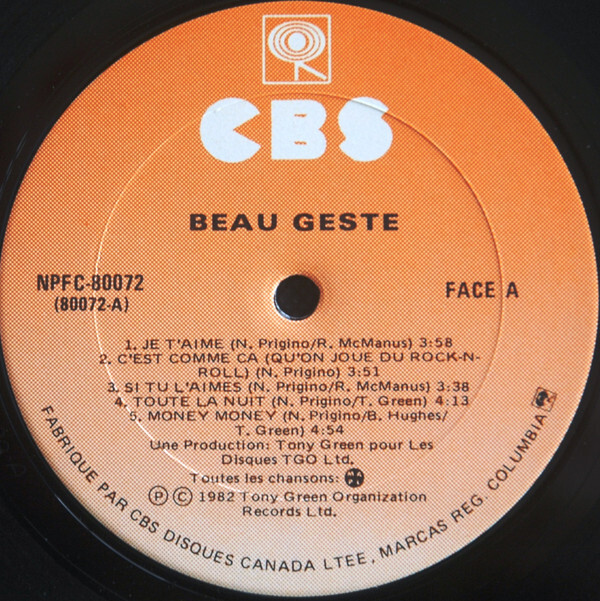 CBS
BEAU GESTE
NPFC-80072
(80072-A)
FACE A
1. JE T'AIME (N. Prigino/R. McManus) 3:58
2. C'EST COMME ÇA (QU'ON JOUE DU ROCK-N-
ROLL) (N. Prigino) 3:51
3. SI TU L'AIMES (N. Prigino/R. McManus) 3:38
4. TOUTE LA NUIT (N. Prigino/T. Green) 4:13
5. MONEY MONEY (N. Prigino/B. Hughes/
T. Green) 4:54
Une Production: Tony Green pour Les
Disques TGO Ltd.
Toutes les chansons:
Ⓟ © 1982 Tony Green Organization
Records Ltd.
FABRIQUE PAR CBS DISQUES CANADA LTEE, MARCAS REG. COLUMBIA